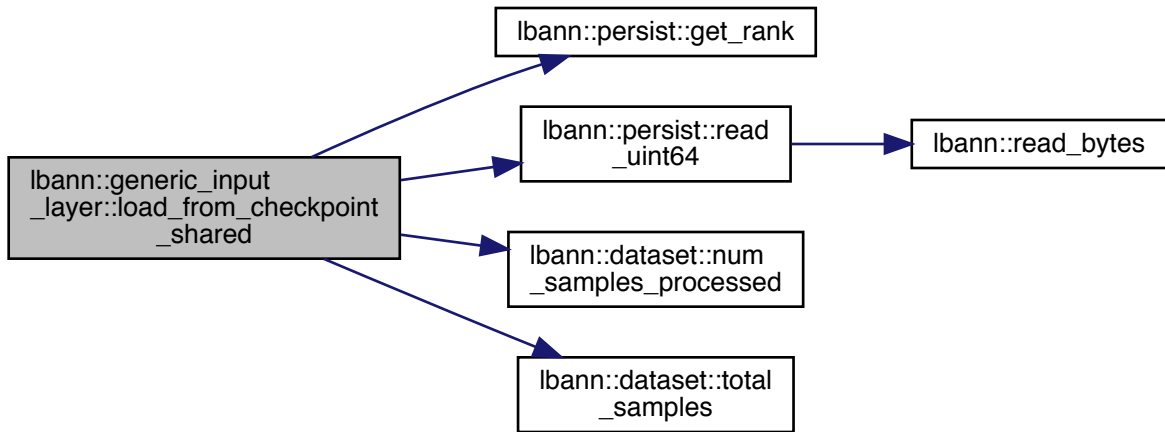 lbann::generic_input
_layer::load_from_checkpoint
_shared
lbann::persist::get_rank
lbann::persist::read
_uint64
lbann::read_bytes
lbann::dataset::num
_samples_processed
lbann::dataset::total
_samples